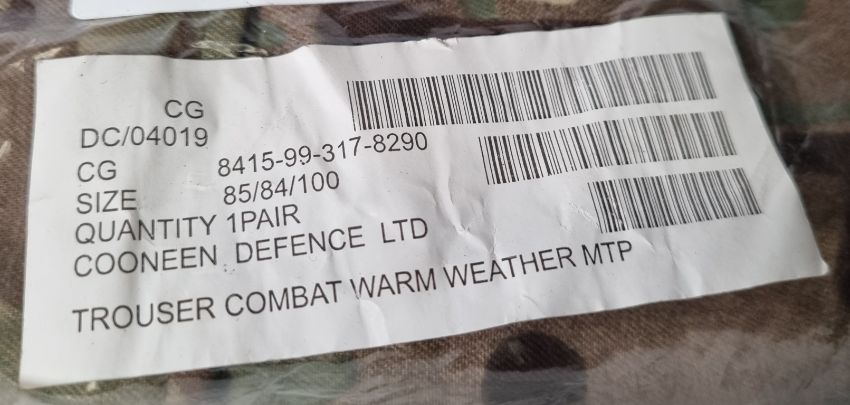 CG
DC/04019
CG 8415-99-317-8290
SIZE 85/84/100
QUANTITY 1PAIR
COONEEN DEFENCE LTD
TROUSER COMBAT WARM WEATHER MTP